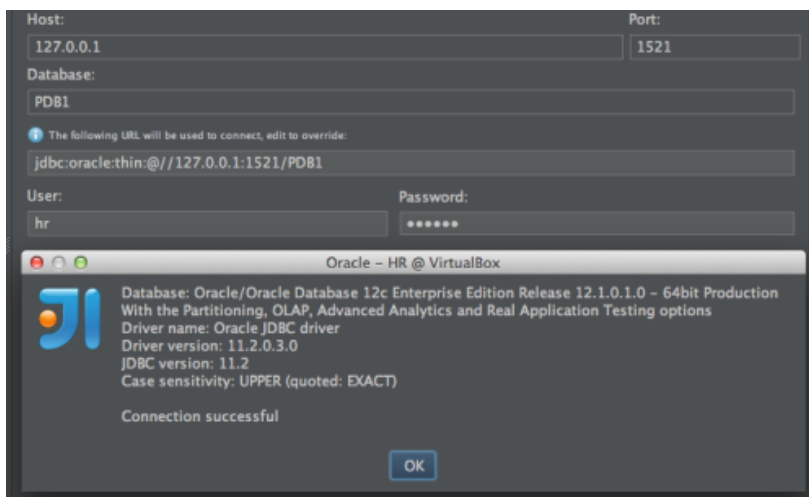 Host:
Port:
127.0.0.1
1521
Database:
PDB1
The following URL will be used to connect, edit to override:
jdbc:oracle:thin:@//127.0.0.1:1521/PDB1
User:
Password:
hr
••••••
Oracle – HR @ VirtualBox
Database: Oracle/Oracle Database 12c Enterprise Edition Release 12.1.0.1.0 – 64bit Production
With the Partitioning, OLAP, Advanced Analytics and Real Application Testing options
Driver name: Oracle JDBC driver
Driver version: 11.2.0.3.0
JDBC version: 11.2
Case sensitivity: UPPER (quoted: EXACT)
Connection successful
OK